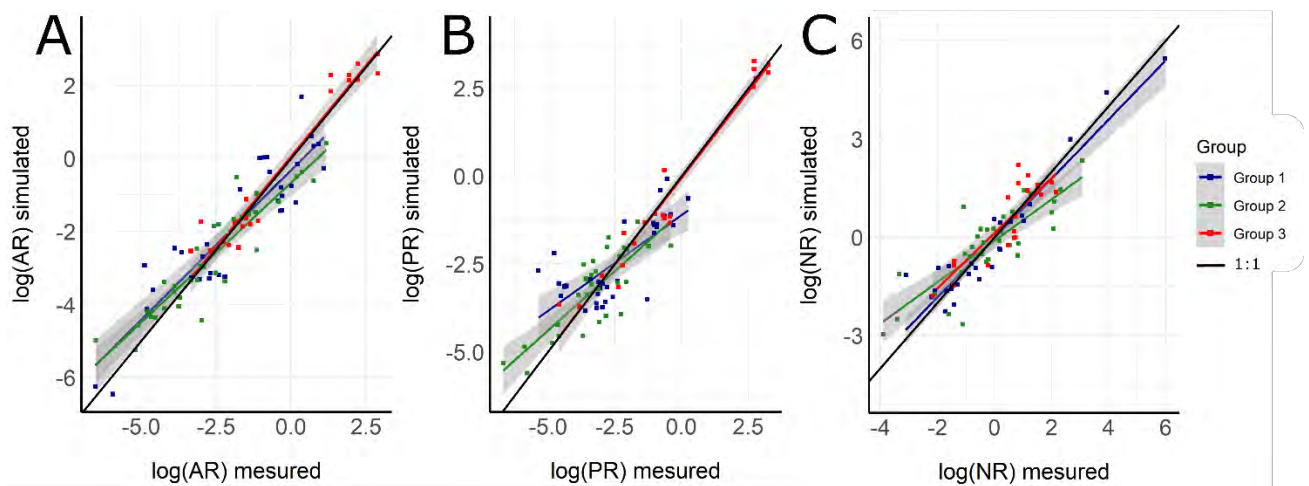 A
B
C
log(AR) simulated
2
0
-2
-4
-6
-5.0
-2.5
0.0
2.5
log(AR) mesured
log(PR) simulated
2.5
0.0
-2.5
-5.0
-5.0
-2.5
0.0
2.5
log(PR) mesured
log(NR) simulated
6
3
0
-3
-4
-2
0
2
4
6
log(NR) mesured
Group
Group 1
Group 2
Group 3
1:1